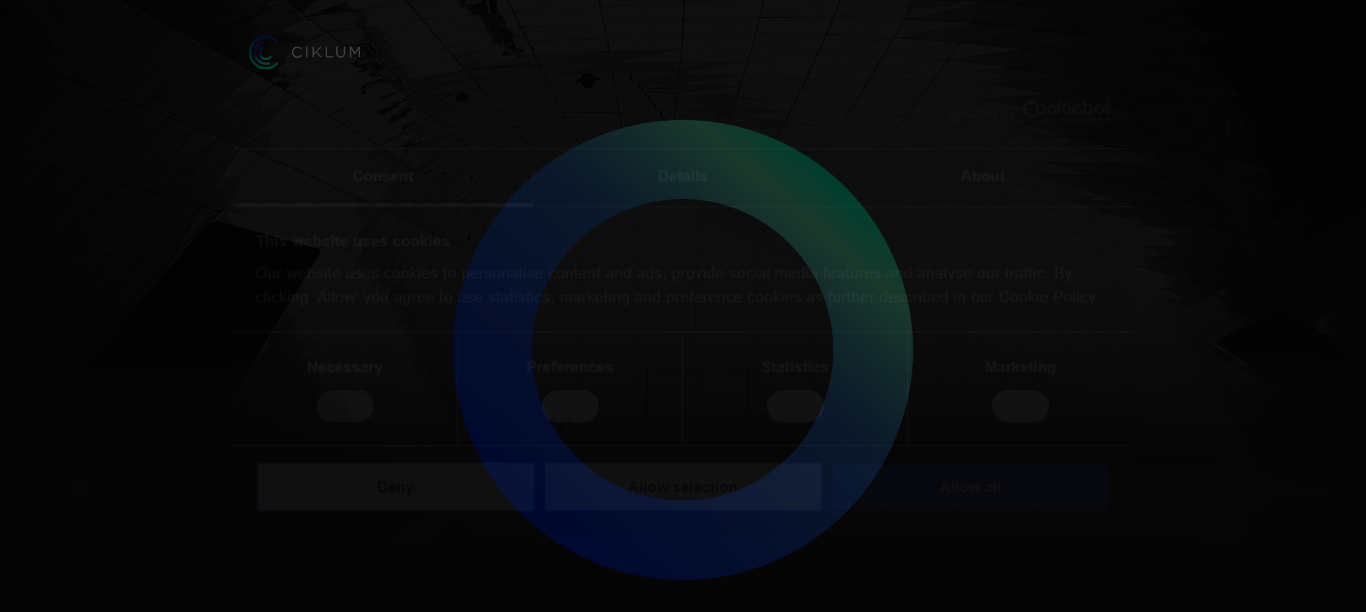 CIKLUM
Powered by Cookiebot
Consent
Details
About
This website uses cookies
Our website uses cookies to personalise content and ads, provide social media features and analyse our traffic. By
clicking 'Allow' you agree to use statistics, marketing and preference cookies as further described in our Cookie Policy
Necessary
Preferences
Statistics
Marketing
Deny
Allow selection
Allow all